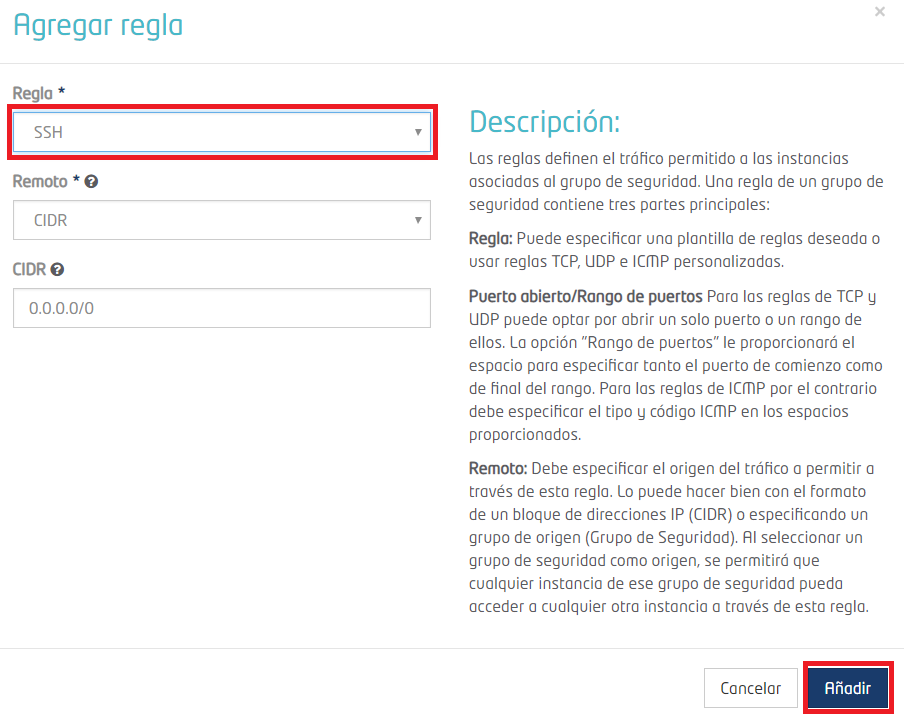 Agregar regla
×
Regla *
SSH
Remoto *
CIDR
CIDR
0.0.0.0/0
Descripción:
Las reglas definen el tráfico permitido a las instancias
asociadas al grupo de seguridad. Una regla de un grupo de
seguridad contiene tres partes principales:
Regla: Puede especificar una plantilla de reglas deseada o
usar reglas TCP, UDP e ICMP personalizadas.
Puerto abierto/Rango de puertos Para las reglas de TCP y
UDP puede optar por abrir un solo puerto o un rango de
ellos. La opción "Rango de puertos" le proporcionará el
espacio para especificar tanto el puerto de comienzo como
de final del rango. Para las reglas de ICMP por el contrario
debe especificar el tipo y código ICMP en los espacios
proporcionados.
Remoto: Debe especificar el origen del tráfico a permitir a
través de esta regla. Lo puede hacer bien con el formato
de un bloque de direcciones IP (CIDR) o especificando un
grupo de origen (Grupo de Seguridad). Al seleccionar un
grupo de seguridad como origen, se permitirá que
cualquier instancia de ese grupo de seguridad pueda
acceder a cualquier otra instancia a través de esta regla.
Cancelar
Añadir